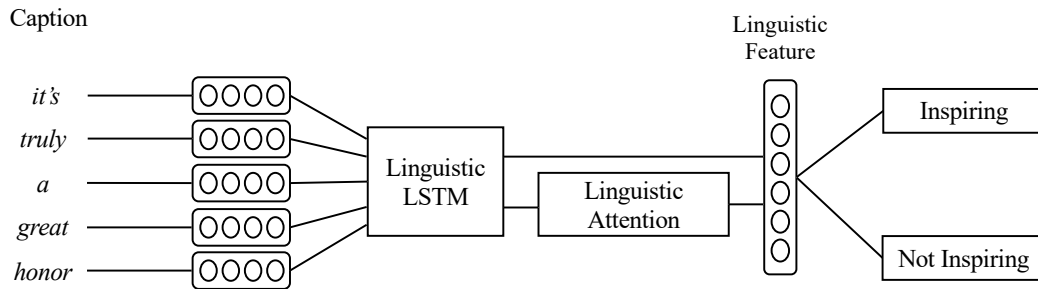 Caption
it's
truly
a
great
honor
Linguistic
LSTM
Linguistic
Attention
Linguistic
Feature
Inspiring
Not Inspiring